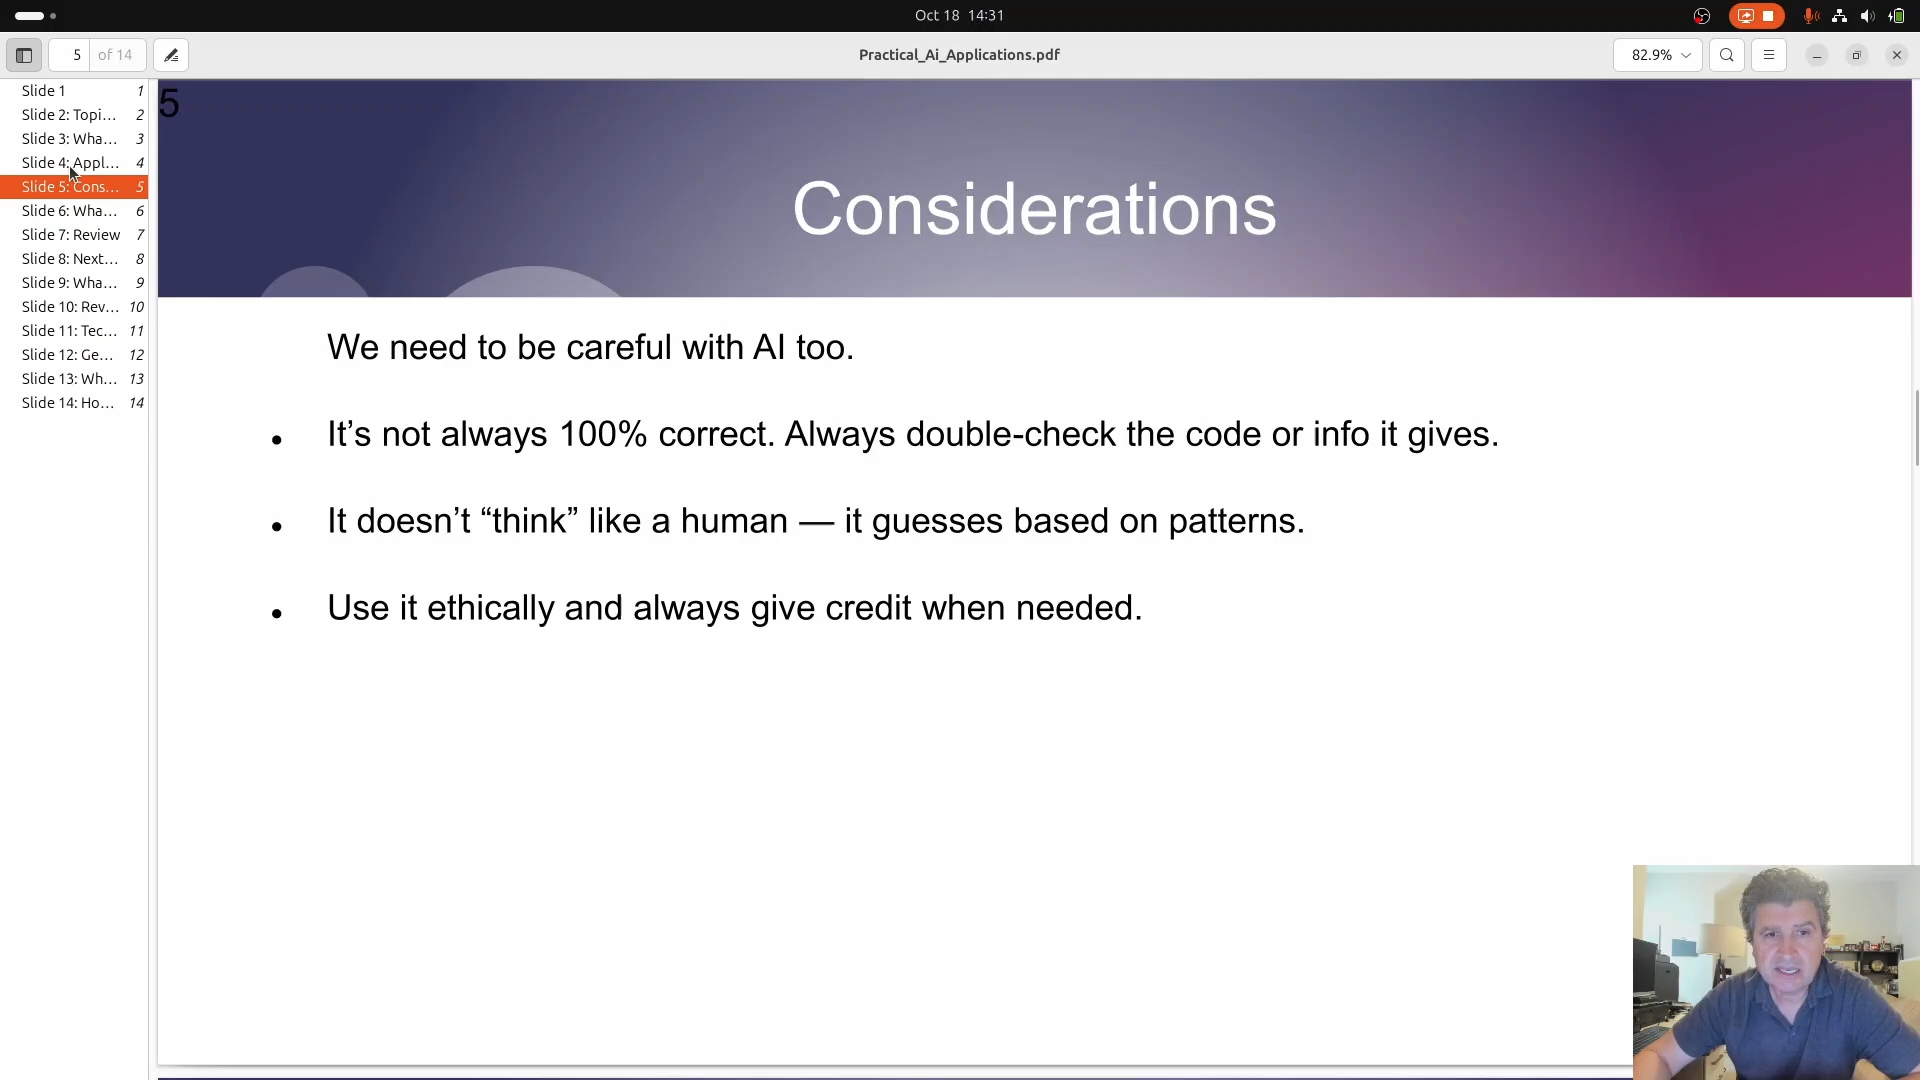 Oct 18 14:31
5 of 14
Practical_Ai_Applications.pdf
82.9%
Slide 1 1
Slide 2: Topi... 2
Slide 3: Wha... 3
Slide 4: Appl... 4
Slide 5: Cons... 5
Slide 6: Wha... 6
Slide 7: Review 7
Slide 8: Next... 8
Slide 9: Wha... 9
Slide 10: Rev... 10
Slide 11: Tec... 11
Slide 12: Ge... 12
Slide 13: Wh... 13
Slide 14: Ho... 14
5
Considerations
We need to be careful with AI too.
• It’s not always 100% correct. Always double-check the code or info it gives.
• It doesn’t “think” like a human — it guesses based on patterns.
• Use it ethically and always give credit when needed.